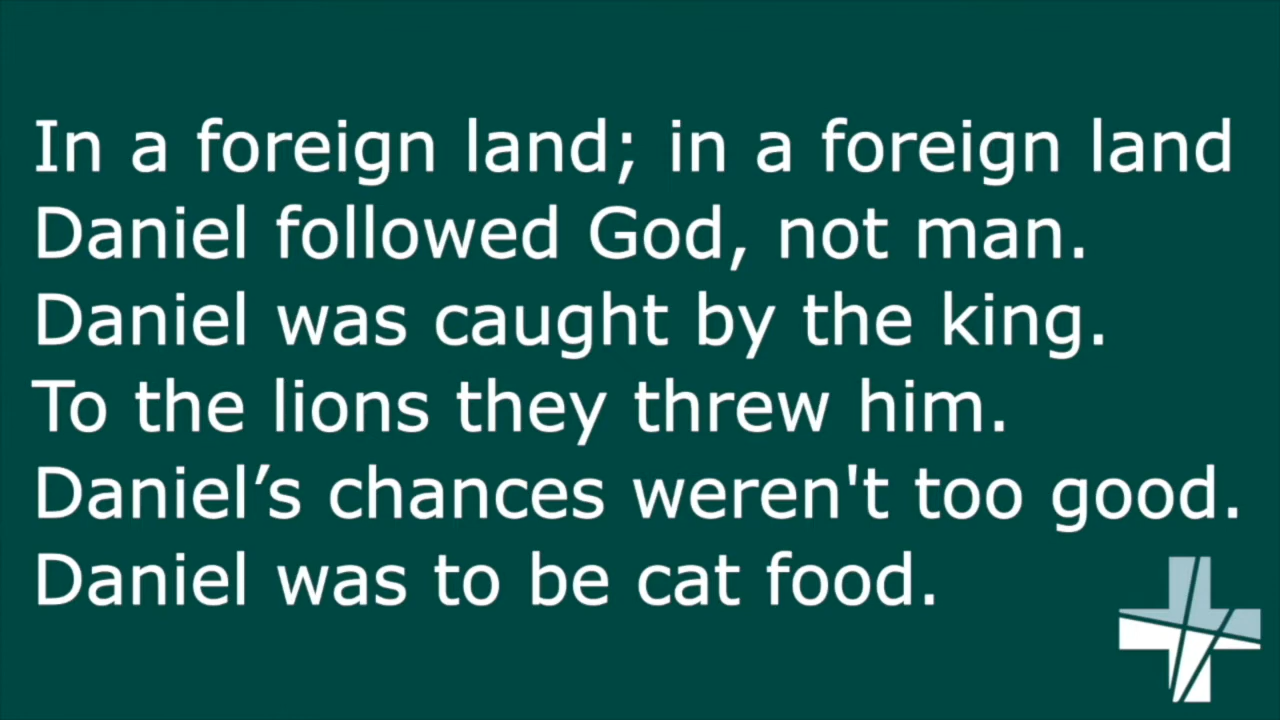 In a foreign land; in a foreign land
Daniel followed God, not man.
Daniel was caught by the king.
To the lions they threw him.
Daniel’s chances weren't too good.
Daniel was to be cat food.